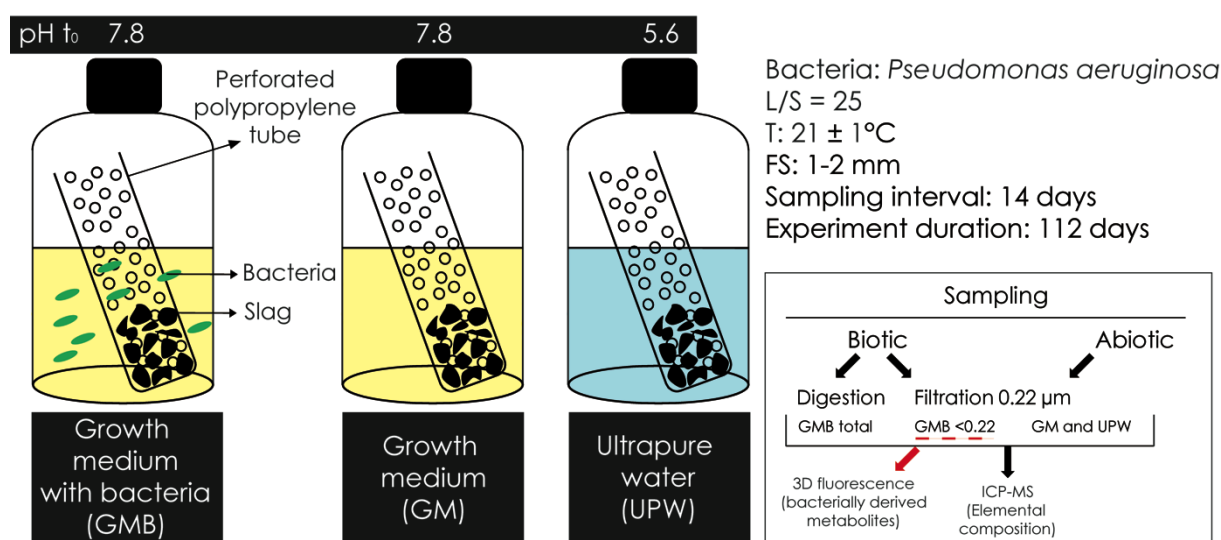 pH t₀ 7.8 7.8 5.6
Perforated
polypropylene
tube
Bacteria
Slag
Growth
medium
with bacteria
(GMB)
Growth
medium
(GM)
Ultrapure
water
(UPW)
Bacteria: Pseudomonas aeruginosa
L/S = 25
T: 21 ± 1°C
FS: 1-2 mm
Sampling interval: 14 days
Experiment duration: 112 days
Sampling
Biotic Abiotic
Digestion Filtration 0.22 µm
GMB total GMB <0.22 GM and UPW
3D fluorescence
(bacterially derived
metabolites)
ICP-MS
(Elemental
composition)